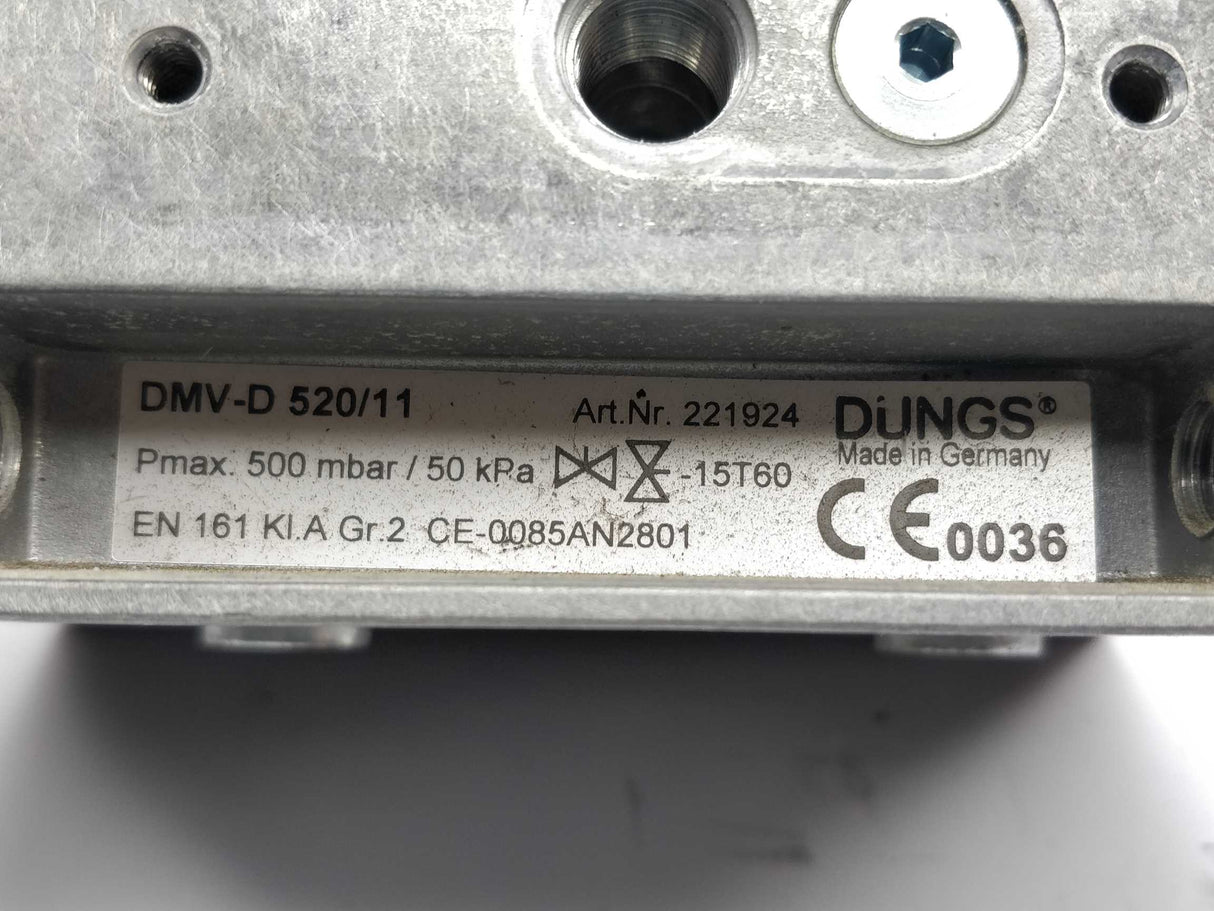 DMV-D 520/11 Art.Nr. 221924 DUNGS®
Pmax. 500 mbar / 50 kPa -15T60 Made in Germany
EN 161 Kl.A Gr.2 CE-0085AN2801 CE 0036